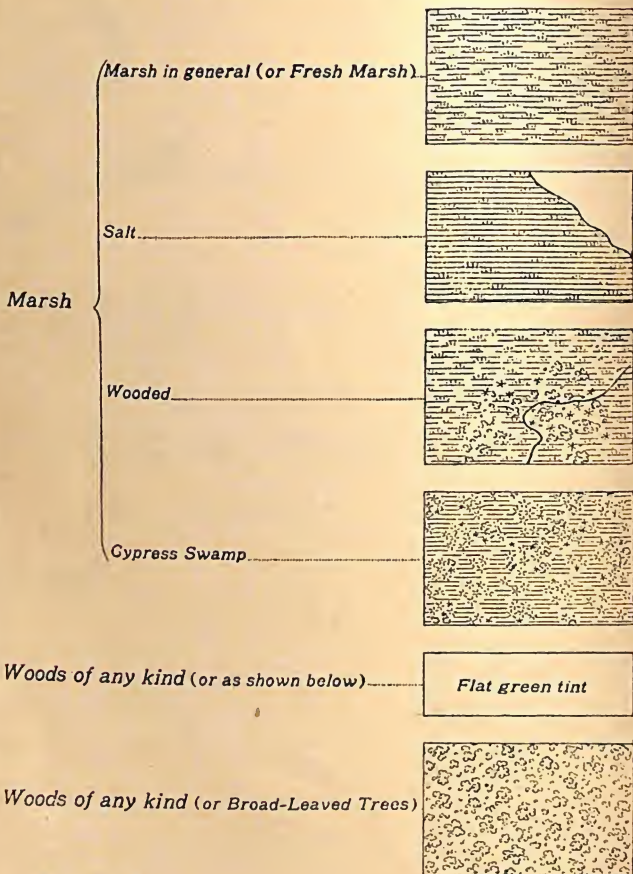 Marsh in general (or Fresh Marsh)
Salt
Marsh
Wooded
Cypress Swamp
Woods of any kind (or as shown below)
Flat green tint
Woods of any kind (or Broad-Leaved Trees)